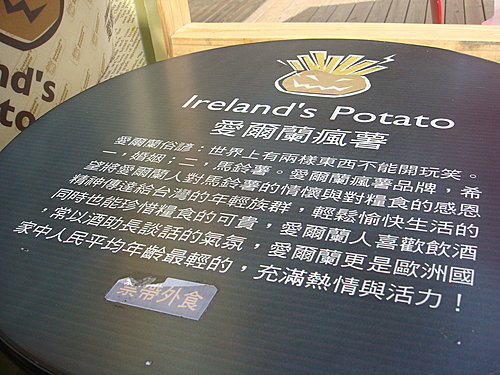 nd's
to
Ireland's Potato
愛爾蘭瘋薯
愛爾蘭俗諺：世界上有兩樣東西不能開玩笑。
一，婚姻；二，馬鈴薯。愛爾蘭瘋薯品牌，希
望將愛爾蘭人對馬鈴薯的情懷與對糧食的感恩
精神傳達給台灣的年輕族群，輕鬆愉快生活的
同時也能珍惜糧食的可貴，愛爾蘭人喜歡飲酒
，常以酒助長談話的氣氛，愛爾蘭更是歐洲國
家中人民平均年齡最輕的，充滿熱情與活力！
禁帶外食